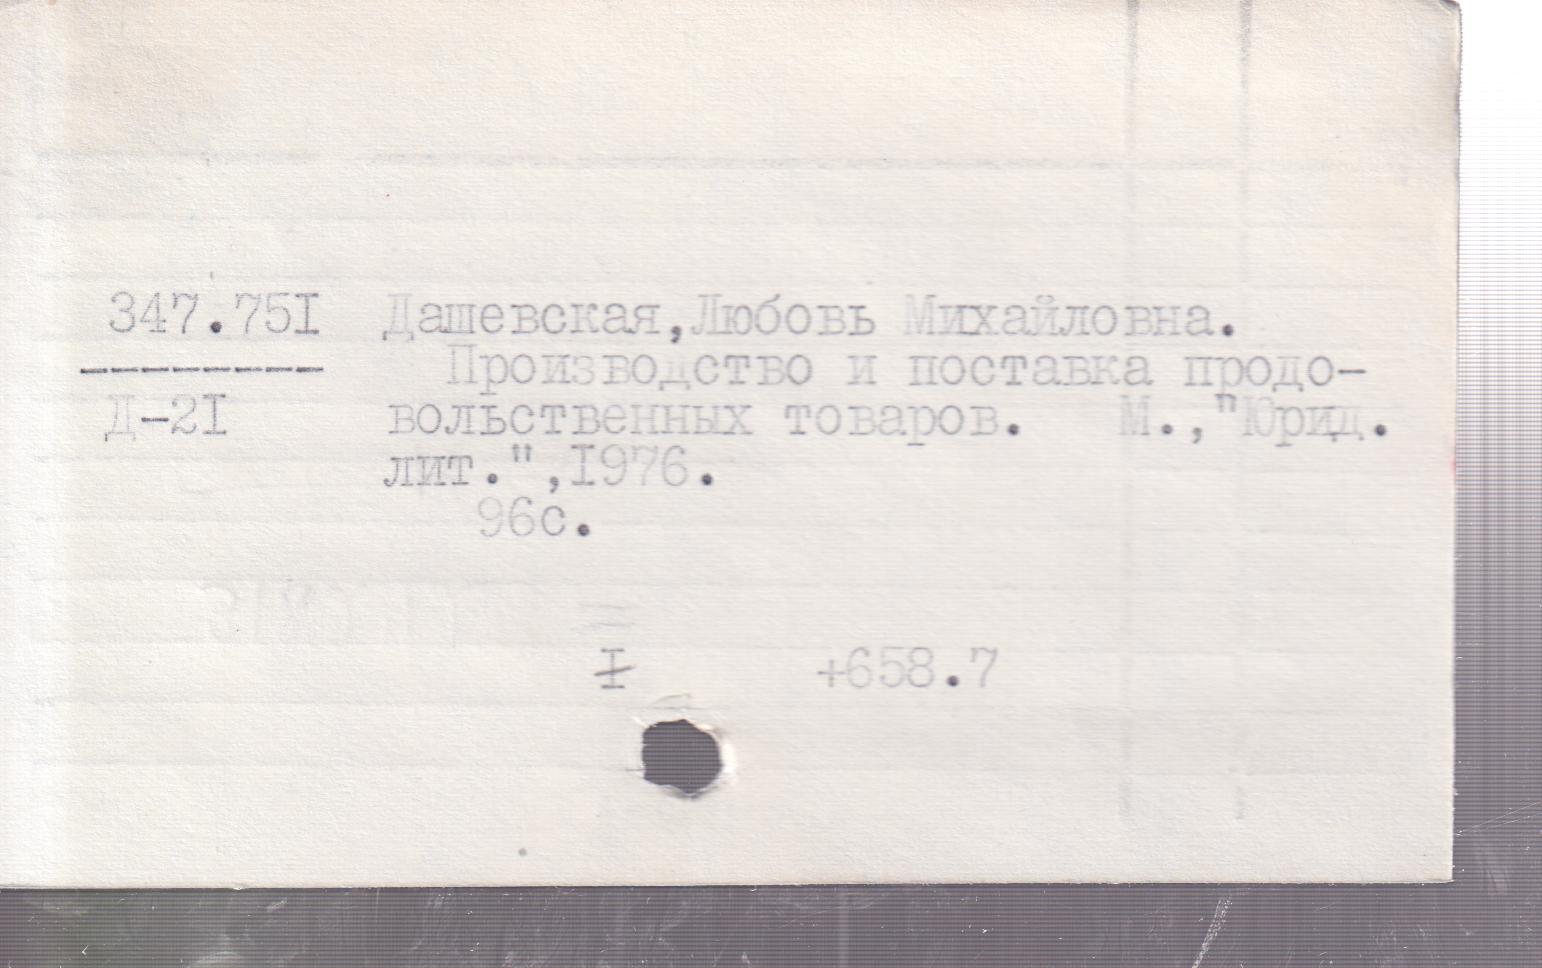 347.75I Дашевская,Любовь Михайловна.
--------- Производство и поставка продо-
Д-2I вольственных товаров. М.,"Юрид.
лит.",I976.
96с.
I +658.7